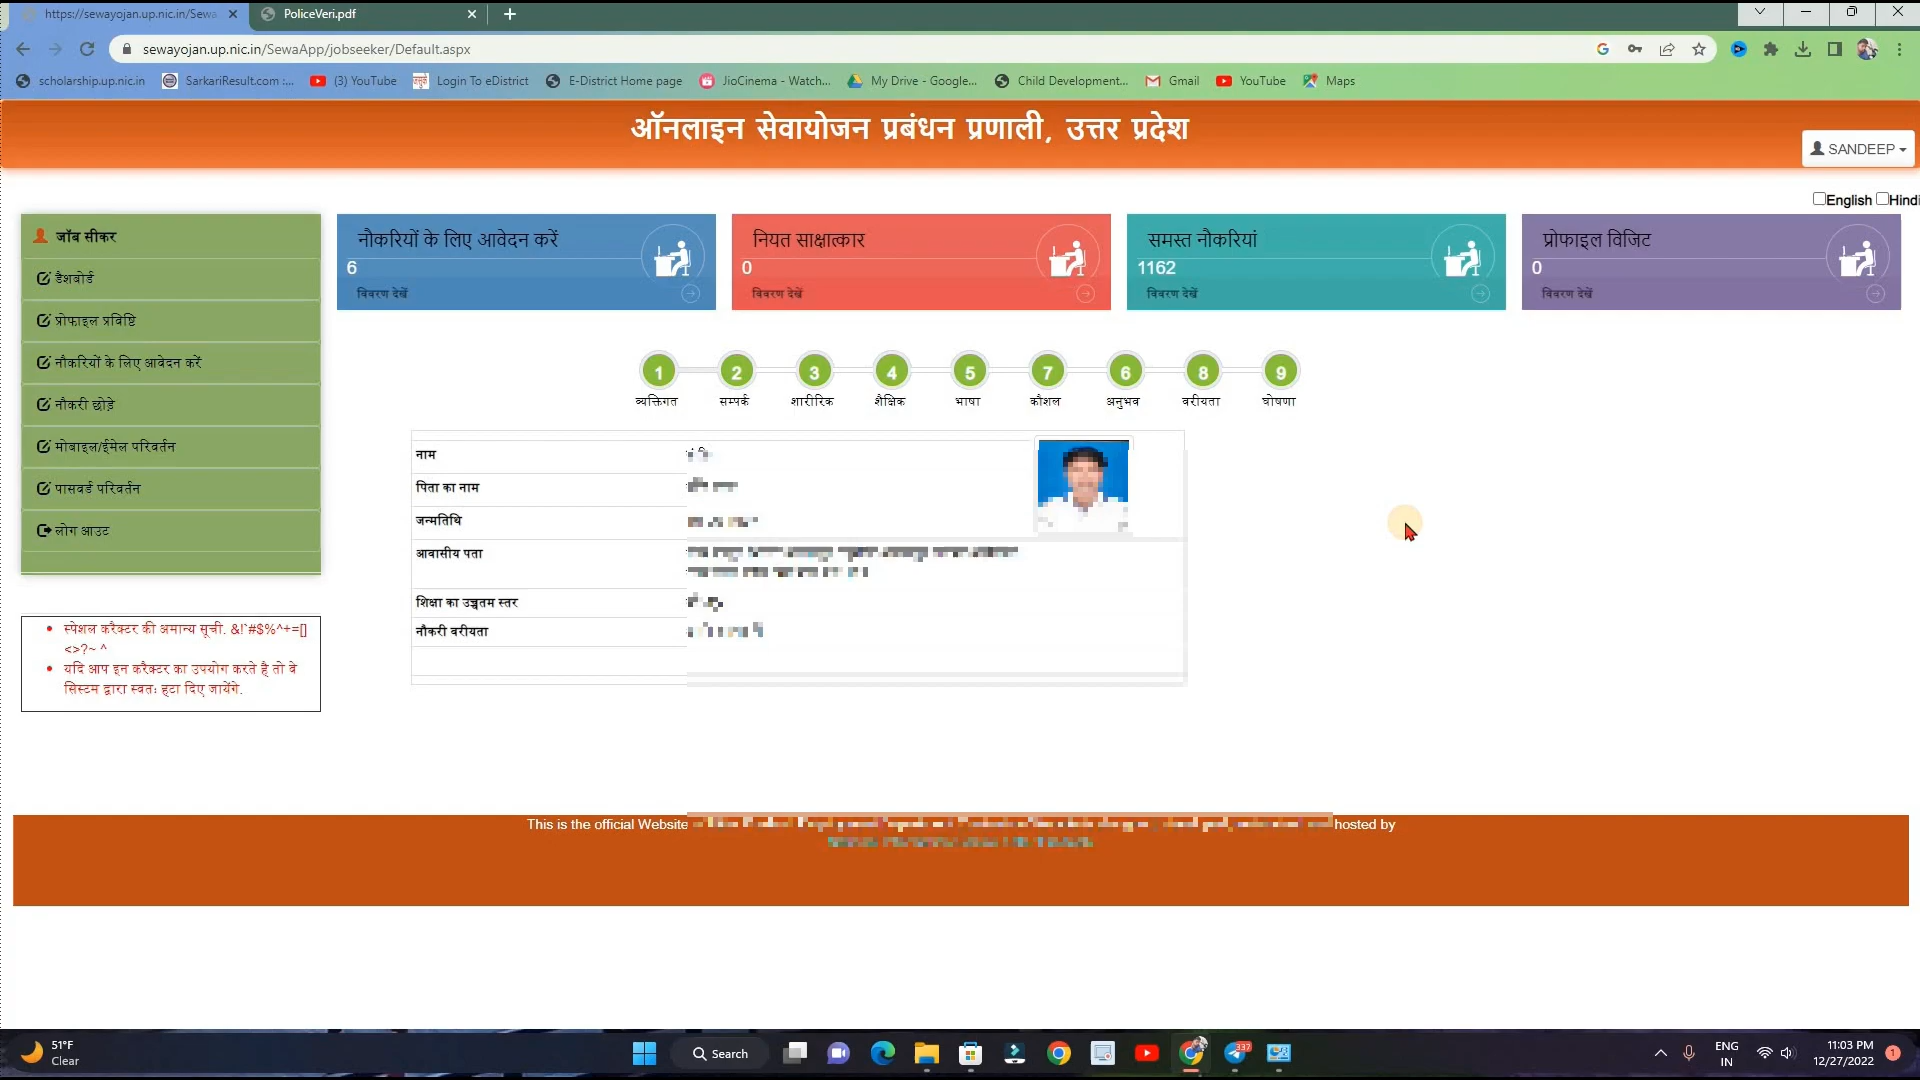 https://sewayojan.up.nic.in/Sewa
PoliceVeri.pdf
sewayojan.up.nic.in/SewaApp/jobseeker/Default.aspx
scholarship.up.nic.in
SarkariResult.com :...
(3) YouTube
Login To eDistrict
E-District Home page
JioCinema - Watch...
My Drive - Google...
Child Development...
Gmail
YouTube
Maps
ऑनलाइन सेवायोजन प्रबंधन प्रणाली, उत्तर प्रदेश
SANDEEP
English Hindi
जॉब सीकर
डैशबोर्ड
प्रोफाइल प्रविष्टि
नौकरियों के लिए आवेदन करें
नौकरी छोड़े
मोबाइल/ईमेल परिवर्तन
पासवर्ड परिवर्तन
लोग आउट
नौकरियों के लिए आवेदन करें
6
विवरण देखें
नियत साक्षात्कार
0
विवरण देखें
समस्त नौकरियां
1162
विवरण देखें
प्रोफाइल विजिट
0
विवरण देखें
1 2 3 4 5 7 6 8 9
व्यक्तिगत सम्पर्क शारीरिक शैक्षिक भाषा कौशल अनुभव वरीयता घोषणा
नाम
पिता का नाम
जन्मतिथि
आवासीय पता
शिक्षा का उच्चतम स्तर
नौकरी वरीयता
स्पेशल करैक्टर की अमान्य सूची. &!`#$%^+=[]
<>?~ ^
यदि आप इन करैक्टर का उपयोग करते है तो वे
सिस्टम द्वारा स्वतः हटा दिए जायेंगे.
This is the official Website
hosted by
51°F
Clear
Search
337
ENG
IN
11:03 PM
12/27/2022
1